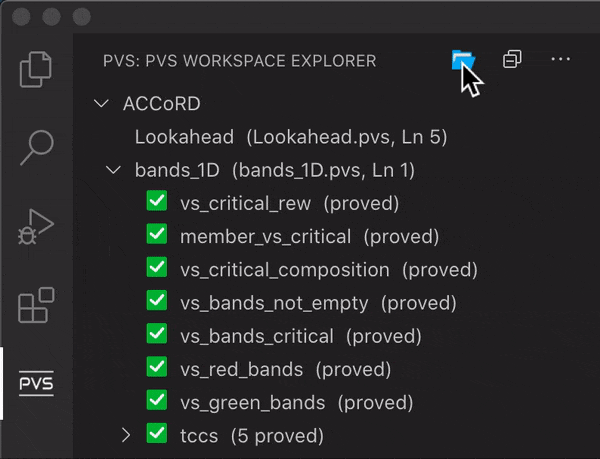 PVS: PVS WORKSPACE EXPLORER
ACCoRD
Lookahead (Lookahead.pvs, Ln 5)
bands_1D (bands_1D.pvs, Ln 1)
vs_critical_rew (proved)
member_vs_critical (proved)
vs_critical_composition (proved)
vs_bands_not_empty (proved)
vs_bands_critical (proved)
vs_red_bands (proved)
PVS
vs_green_bands (proved)
tccs (5 proved)